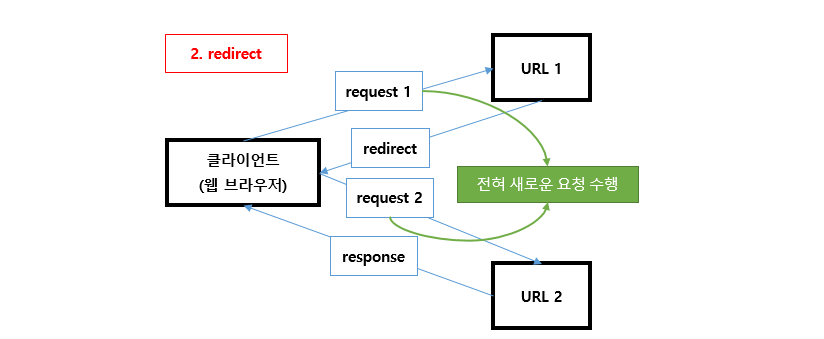 2. redirect
URL 1
request 1
redirect
클라이언트
(웹 브라우저)
전혀 새로운 요청 수행
request 2
response
URL 2